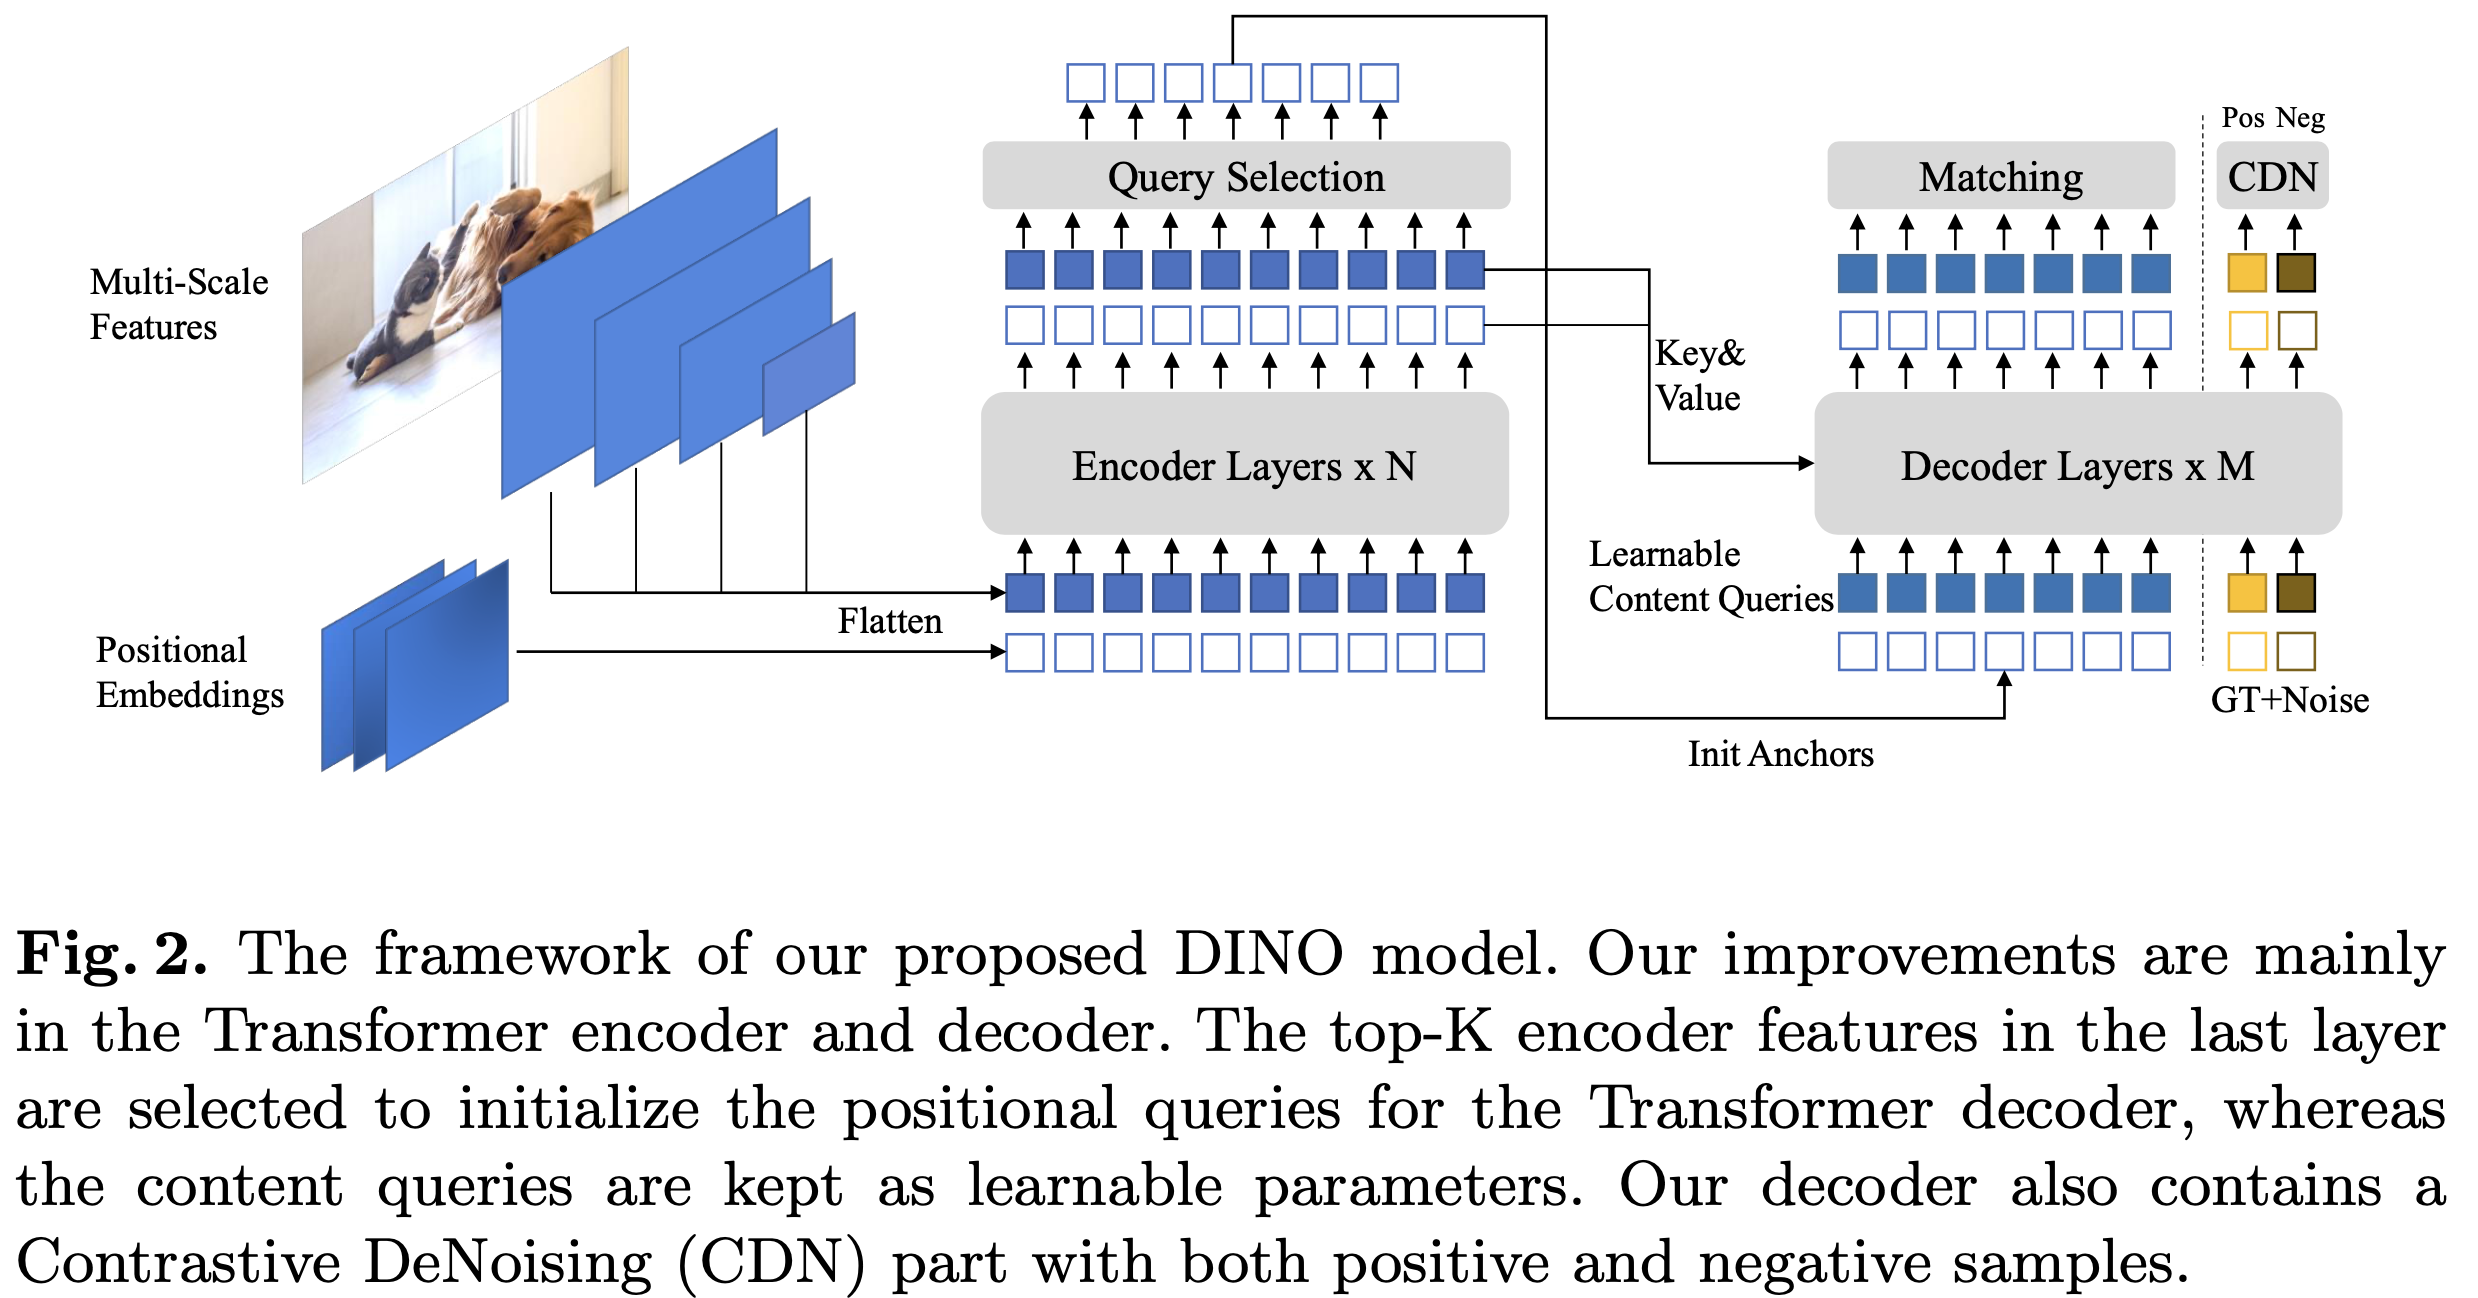 Multi-Scale
Features
Positional
Embeddings
Flatten
Query Selection
Encoder Layers x N
Key&
Value
Learnable
Content Queries
Init Anchors
Pos Neg
Matching
CDN
Decoder Layers x M
GT+Noise
Fig. 2. The framework of our proposed DINO model. Our improvements are mainly
in the Transformer encoder and decoder. The top-K encoder features in the last layer
are selected to initialize the positional queries for the Transformer decoder, whereas
the content queries are kept as learnable parameters. Our decoder also contains a
Contrastive DeNoising (CDN) part with both positive and negative samples.